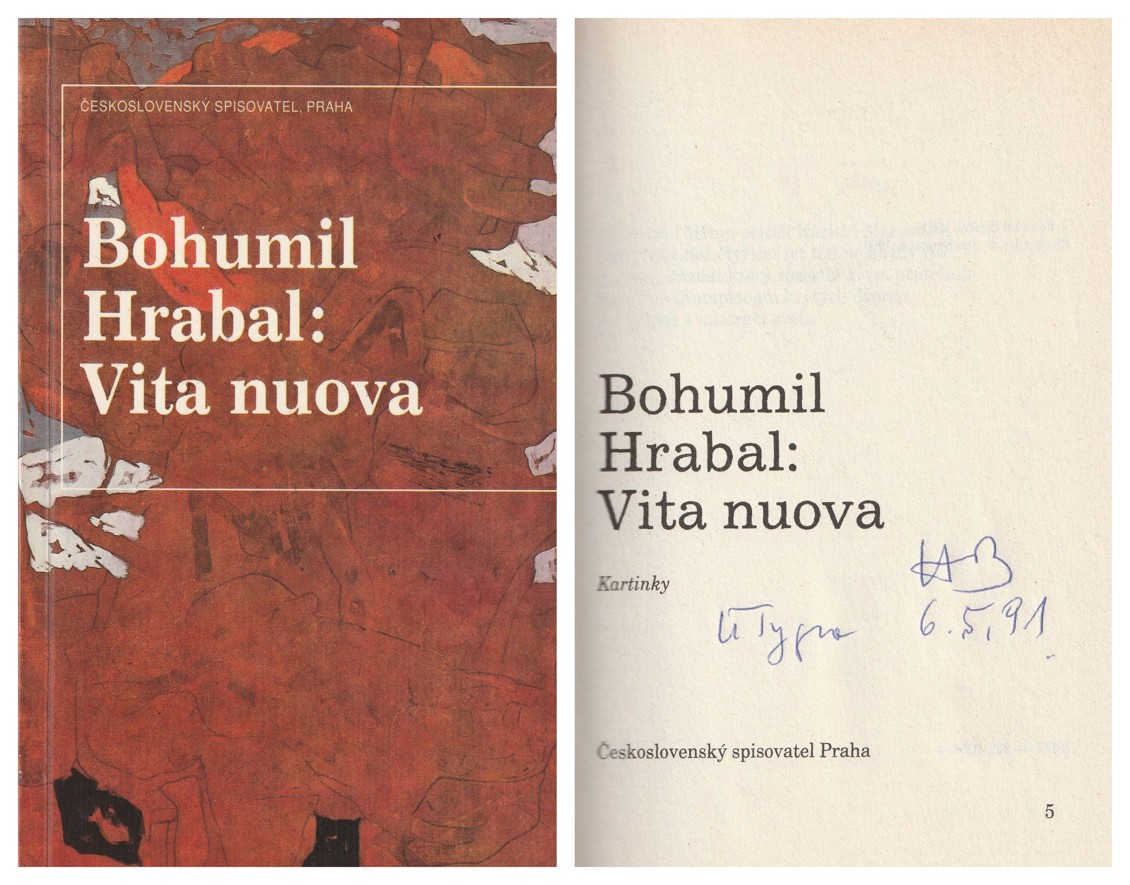 ČESKOSLOVENSKÝ SPISOVATEL, PRAHA
Bohumil
Hrabal:
Vita nuova
Bohumil
Hrabal:
Vita nuova
Kartinky
HB
U Tygra
6.5.91
Československý spisovatel Praha
5